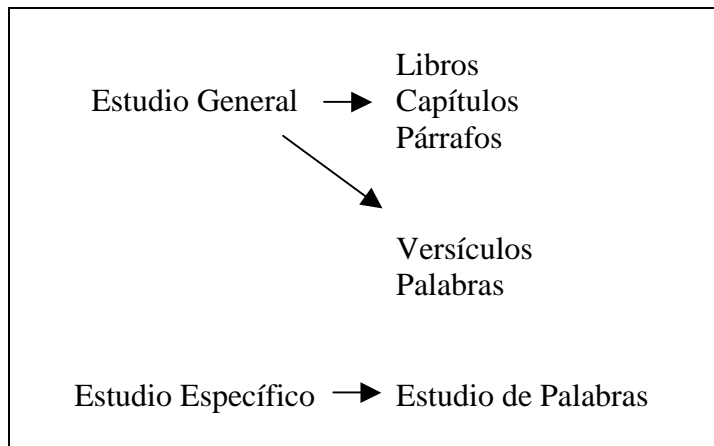 Libros
Estudio General Capítulos
Párrafos
Versículos
Palabras
Estudio Específico Estudio de Palabras